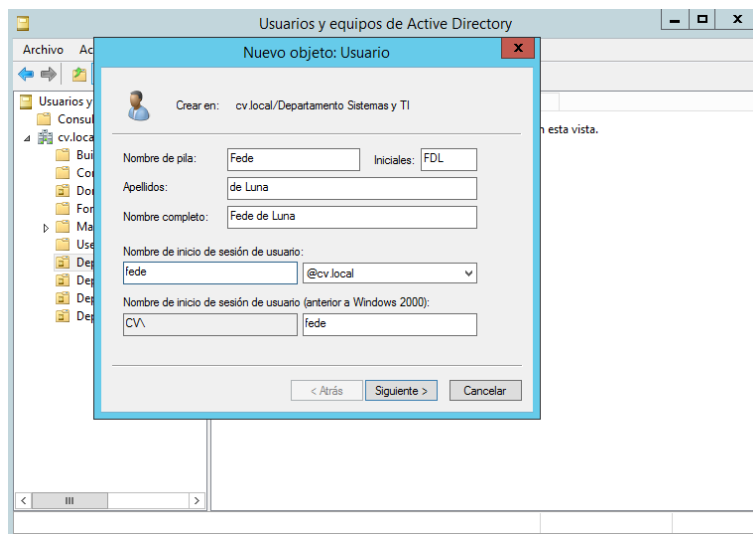 Usuarios y equipos de Active Directory
Archivo Ac
Nuevo objeto: Usuario
x
Usuarios y
Consul
cv.loca
Bui
Co
Do
For
Ma
Use
Dep
Dep
Dep
Dep
n esta vista.
Crear en: cv.local/Departamento Sistemas y TI
Nombre de pila: Fede Iniciales: FDL
Apellidos: de Luna
Nombre completo: Fede de Luna
Nombre de inicio de sesión de usuario:
fede @cv.local
Nombre de inicio de sesión de usuario (anterior a Windows 2000):
CV\ fede
< Atrás Siguiente > Cancelar